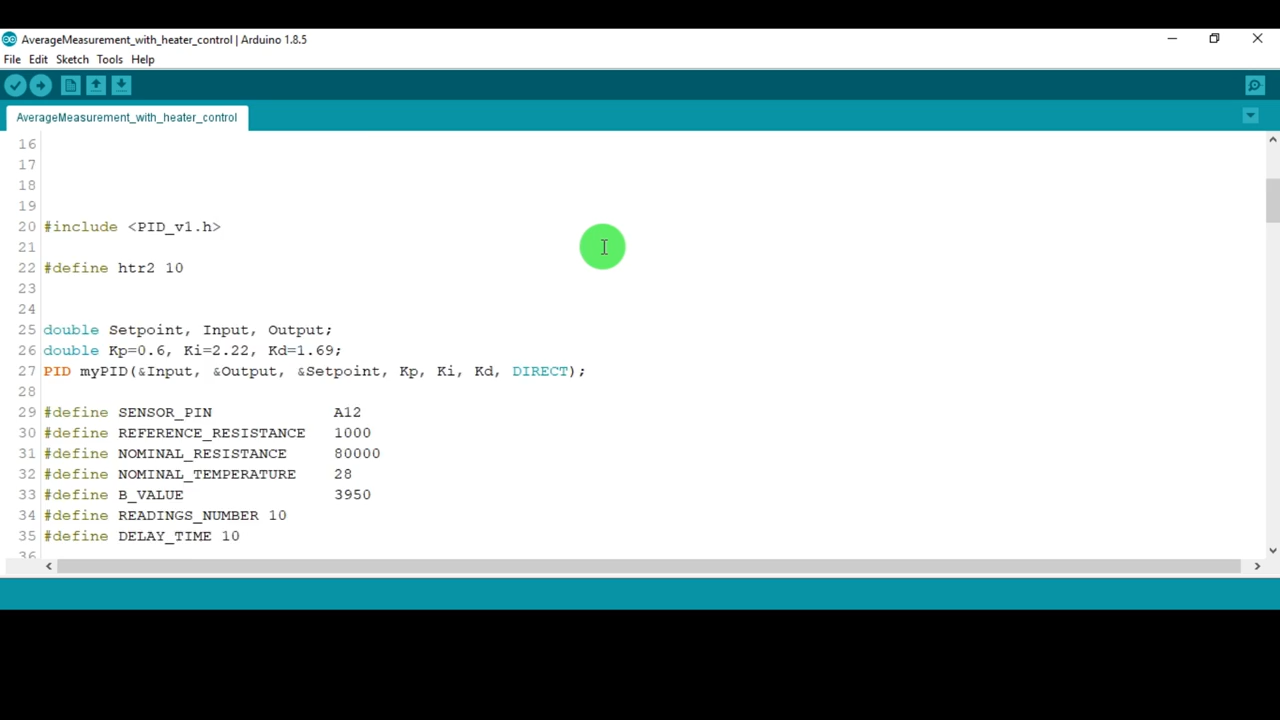 AverageMeasurement_with_heater_control | Arduino 1.8.5
File Edit Sketch Tools Help
AverageMeasurement_with_heater_control
16
17
18
19
20 #include <PID_v1.h>
21
22 #define htr2 10
23
24
25 double Setpoint, Input, Output;
26 double Kp=0.6, Ki=2.22, Kd=1.69;
27 PID myPID(&Input, &Output, &Setpoint, Kp, Ki, Kd, DIRECT);
28
29 #define SENSOR_PIN A12
30 #define REFERENCE_RESISTANCE 1000
31 #define NOMINAL_RESISTANCE 80000
32 #define NOMINAL_TEMPERATURE 28
33 #define B_VALUE 3950
34 #define READINGS_NUMBER 10
35 #define DELAY_TIME 10
36